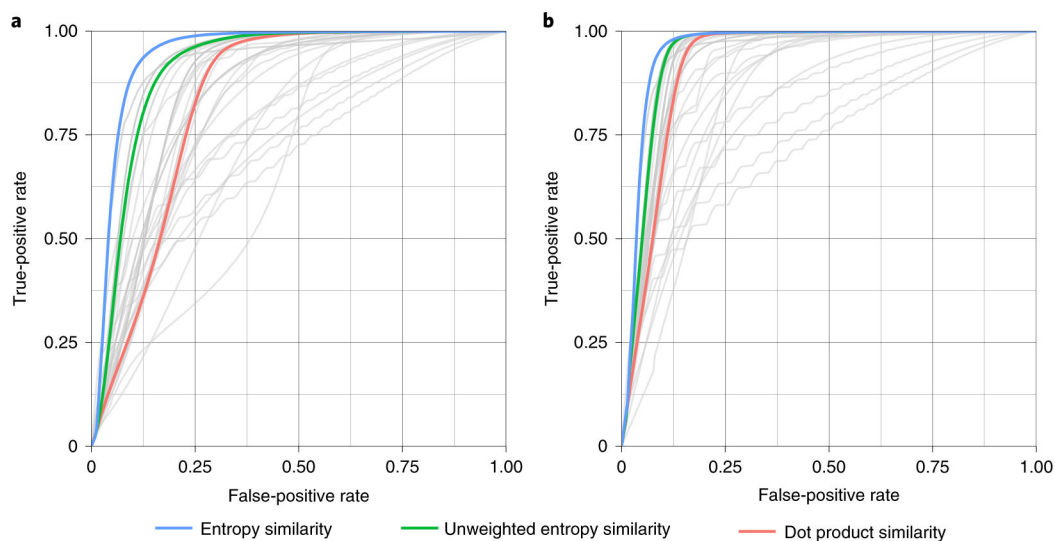 a
1.00
0.75
0.50
0.25
0
True-positive rate
0 0.25 0.50 0.75 1.00
False-positive rate
b
1.00
0.75
0.50
0.25
0
True-positive rate
0 0.25 0.50 0.75 1.00
False-positive rate
Entropy similarity Unweighted entropy similarity Dot product similarity